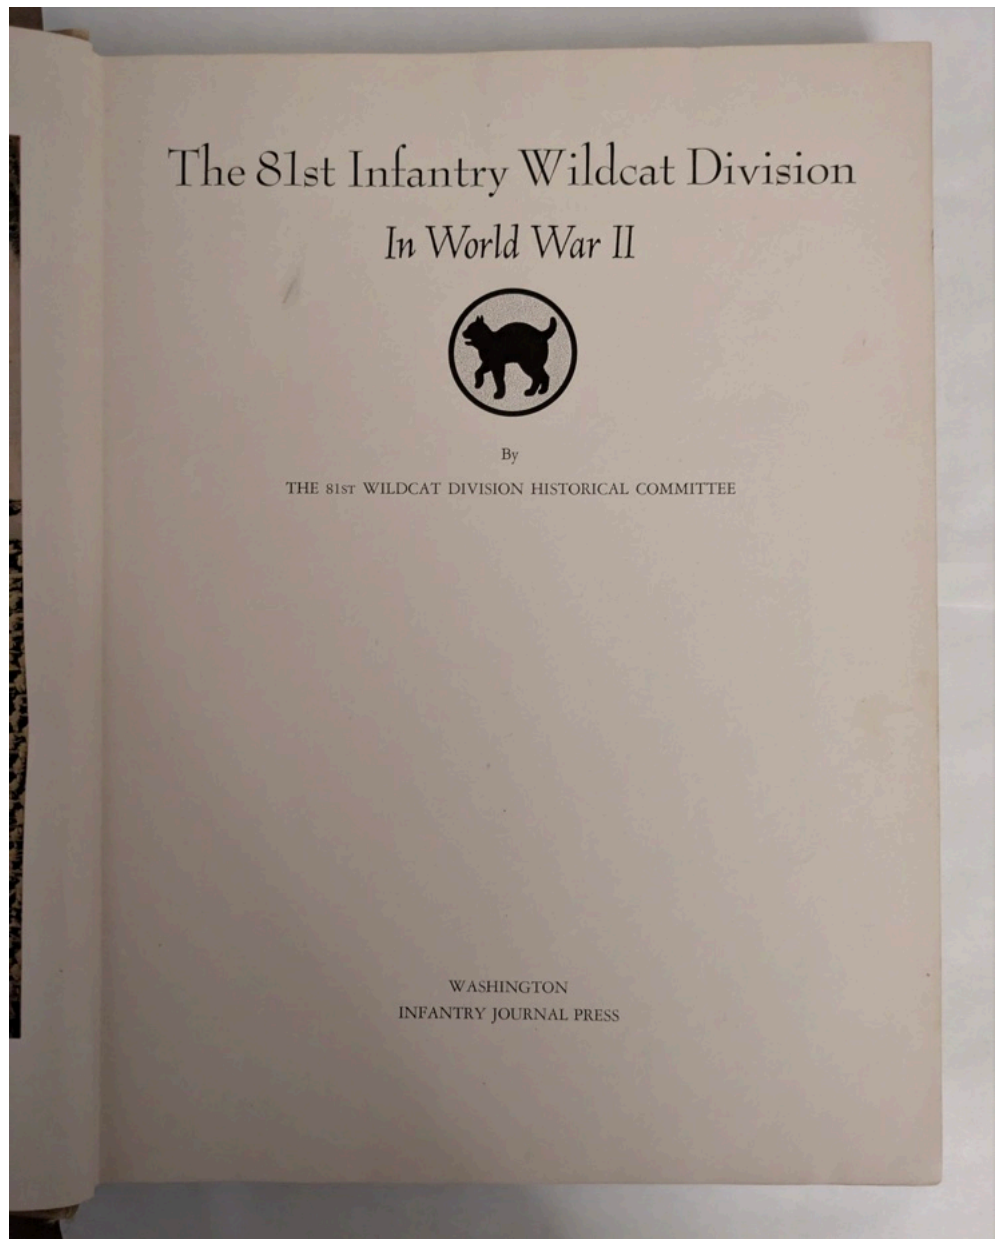 The 81st Infantry Wildcat Division
In World War II
By
THE 81ST WILDCAT DIVISION HISTORICAL COMMITTEE
WASHINGTON
INFANTRY JOURNAL PRESS